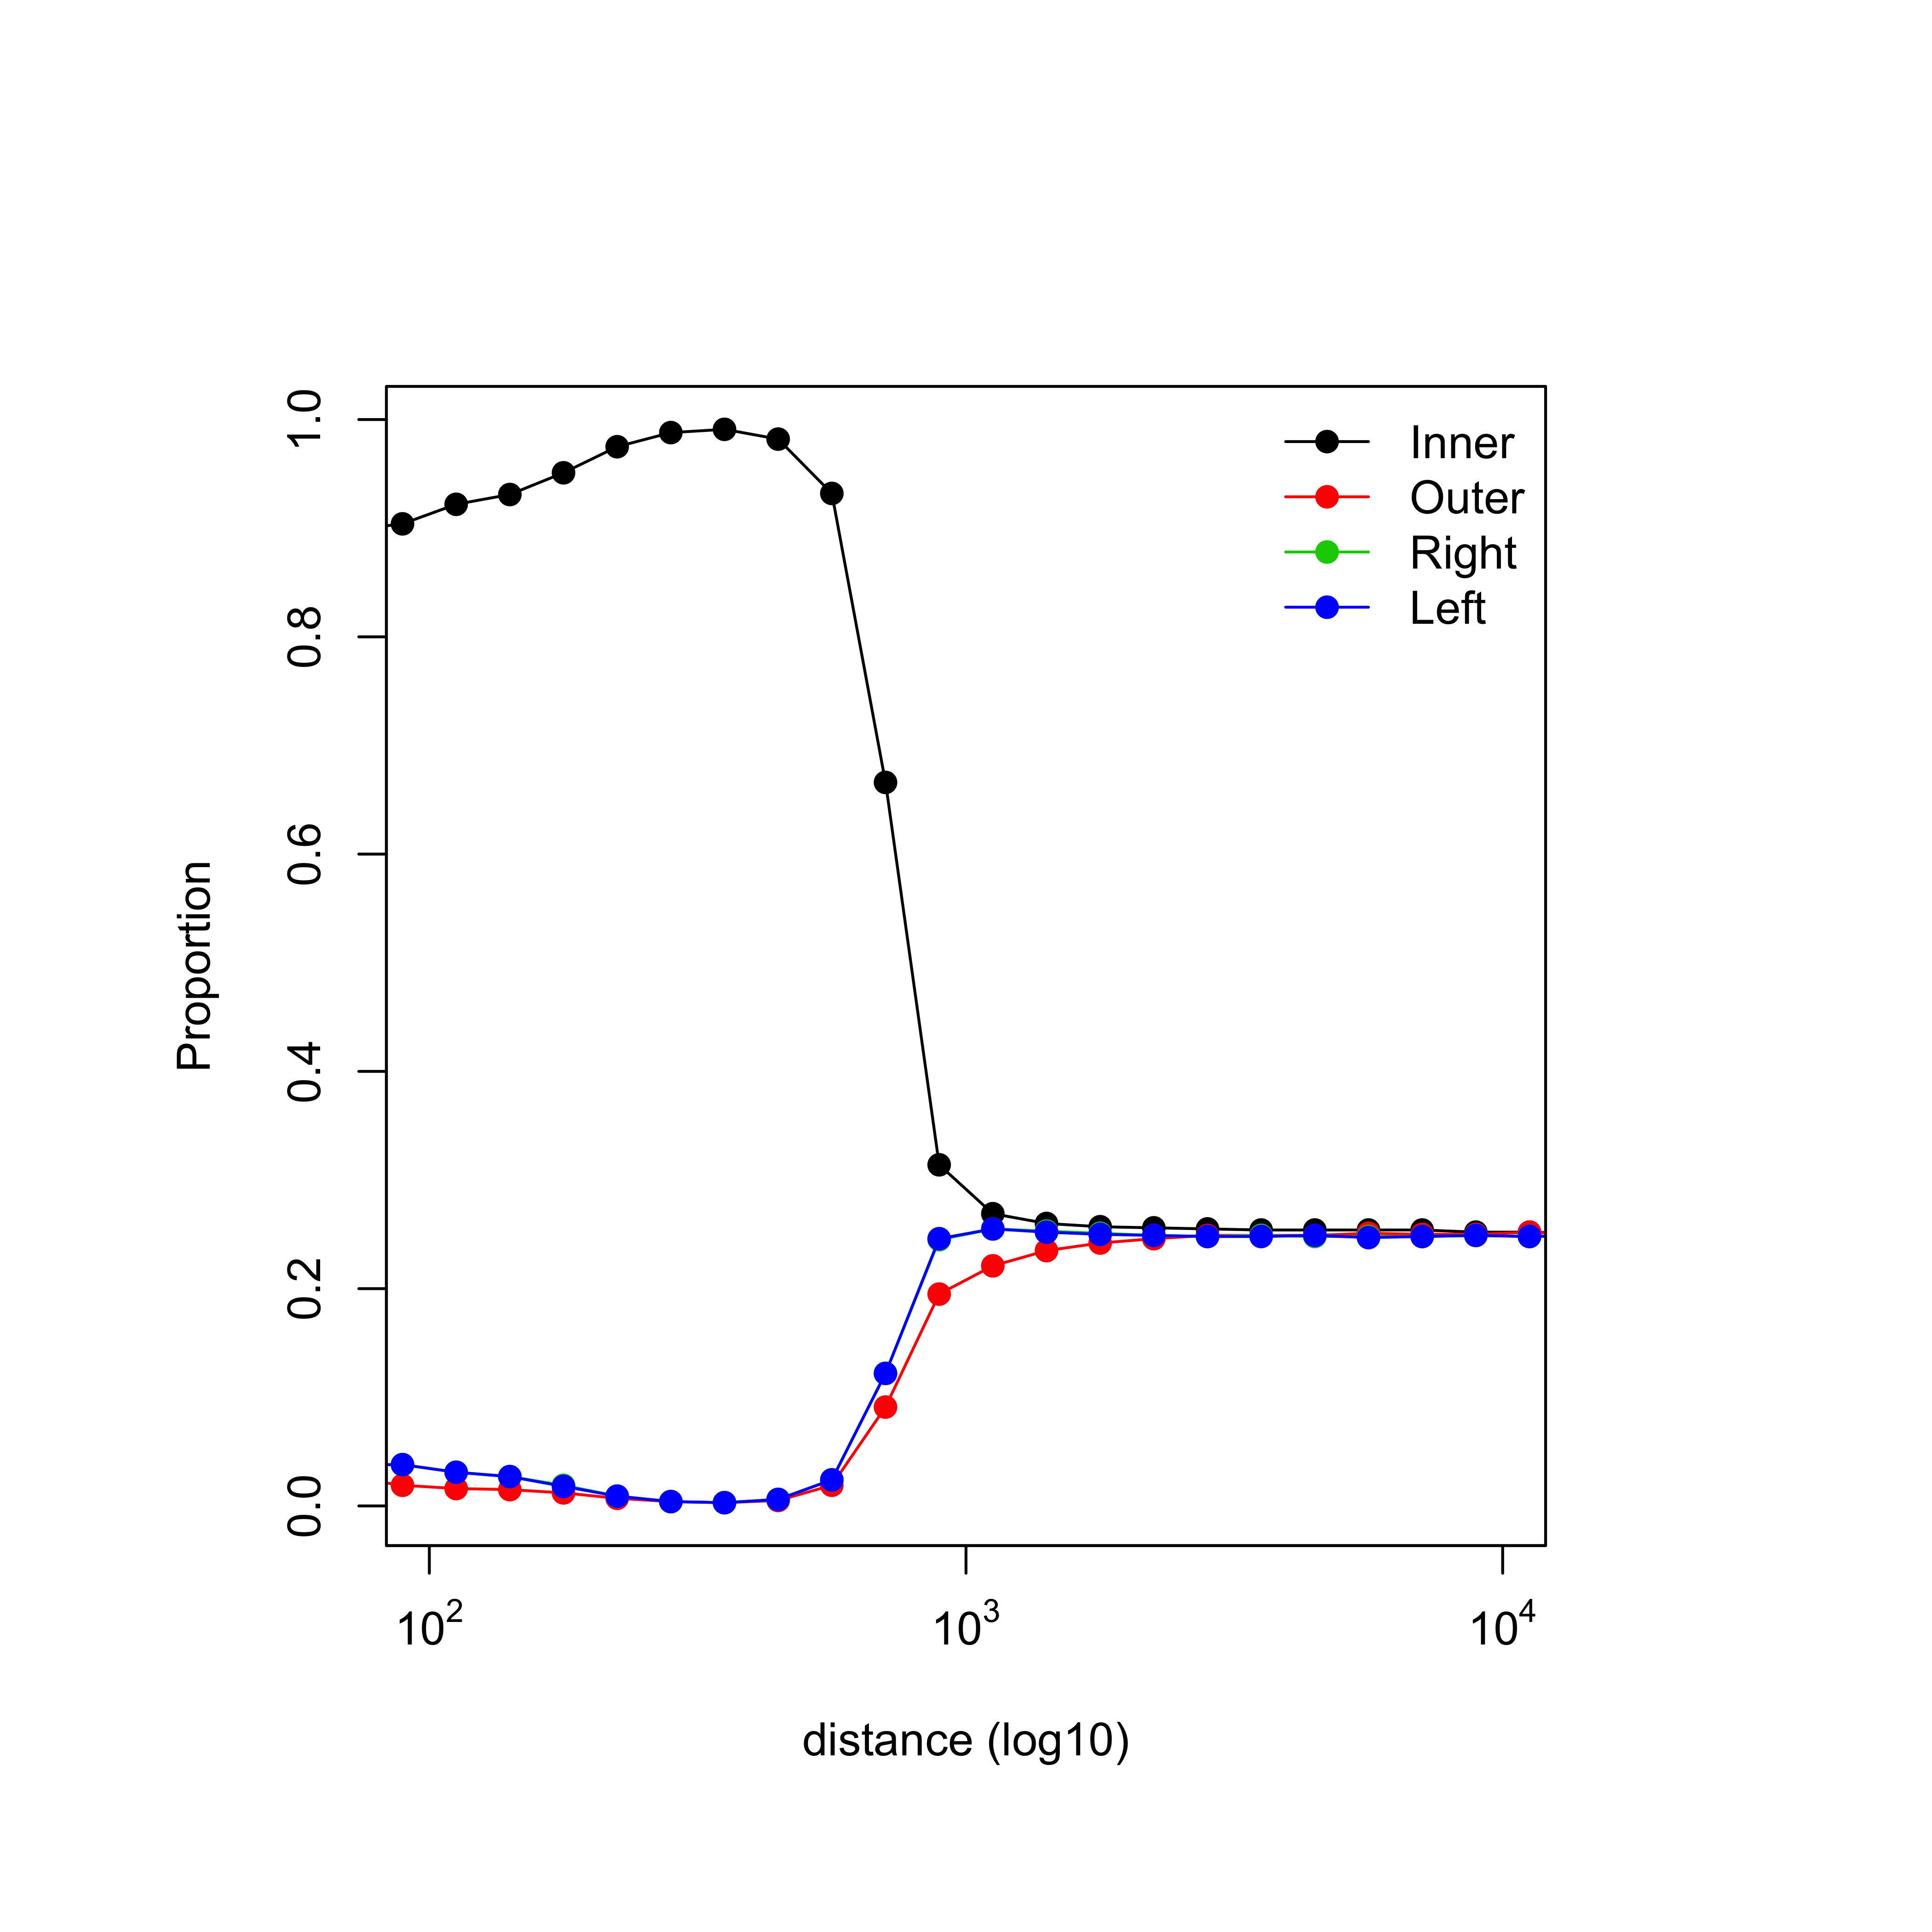 1.0
0.8
0.6
0.4
0.2
0.0
Proportion
Inner
Outer
Right
Left
10² 10³ 10⁴
distance (log10)